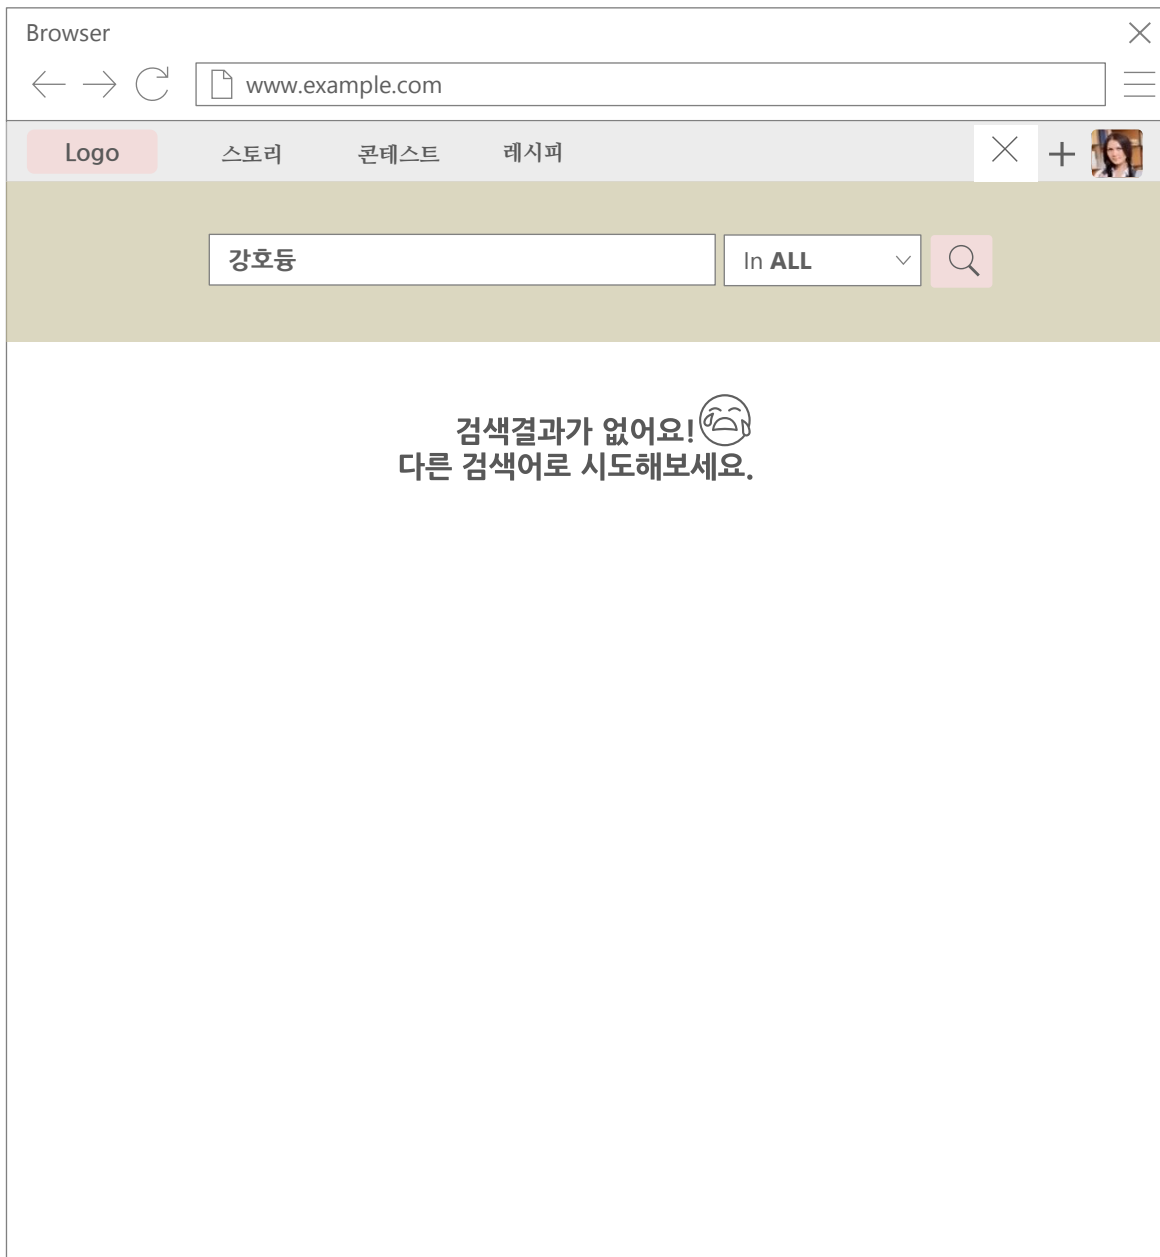 Browser
www.example.com
Logo 스토리 콘테스트 레시피
강호듕 In ALL
검색결과가 없어요!
다른 검색어로 시도해보세요.